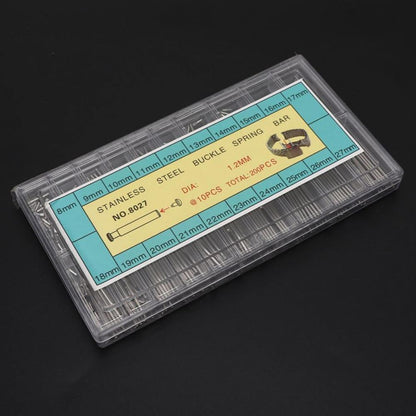 8mm 9mm 10mm 11mm 12mm 13mm 14mm 15mm 16mm 17mm
STAINLESS STEEL BUCKLE SPRING BAR
NO.8027
DIA: 1.2MM
@10PCS TOTAL:200PCS
18mm 19mm 20mm 21mm 22mm 23mm 24mm 25mm 26mm 27mm